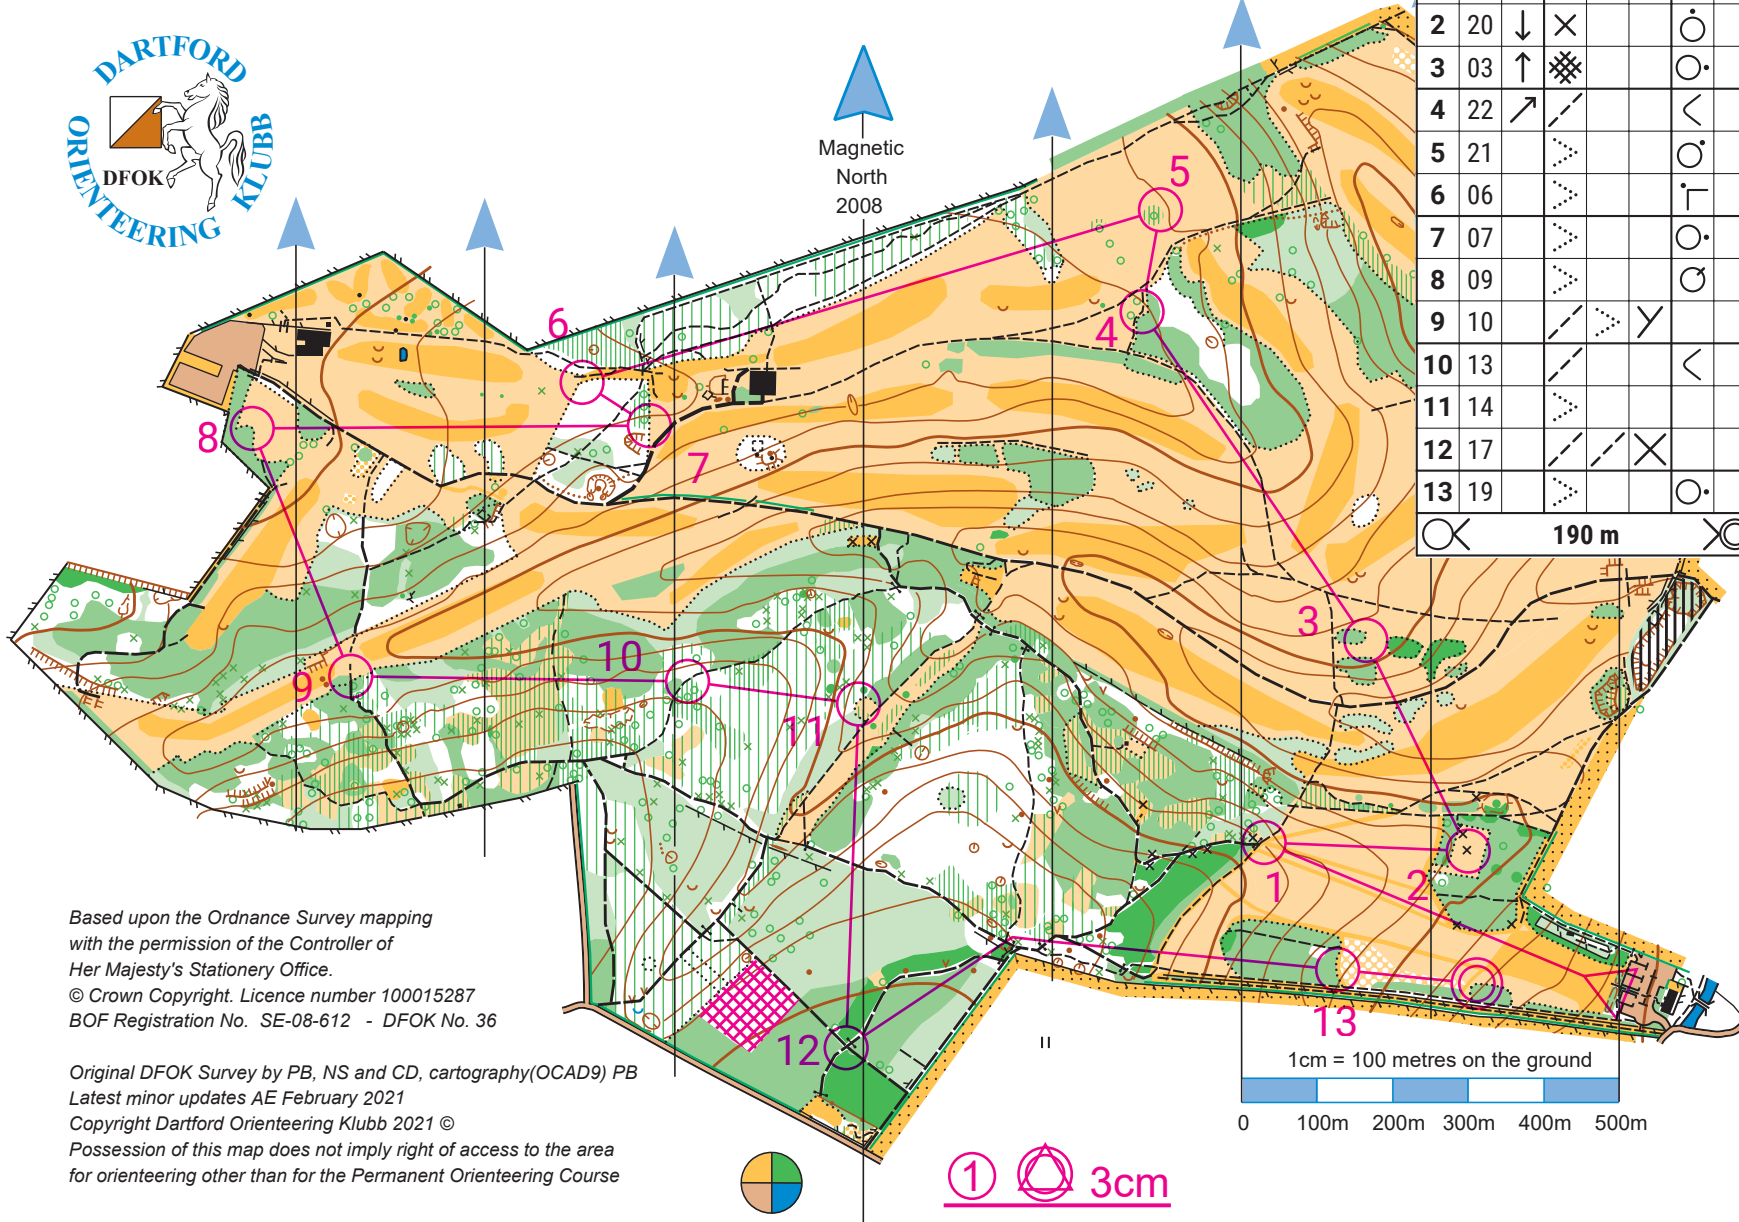 DARTFORD
ORIENTEERING
KLUBB
DFOK
Magnetic
North
2008
2 20
3 03
4 22
5 21
6 06
7 07
8 09
9 10
10 13
11 14
12 17
13 19
190 m
5
6
4
8
7
3
10
9
11
1
2
12
13
Based upon the Ordnance Survey mapping
with the permission of the Controller of
Her Majesty's Stationery Office.
© Crown Copyright. Licence number 100015287
BOF Registration No. SE-08-612 - DFOK No. 36
Original DFOK Survey by PB, NS and CD, cartography(OCAD9) PB
Latest minor updates AE February 2021
Copyright Dartford Orienteering Klubb 2021 ©
Possession of this map does not imply right of access to the area
for orienteering other than for the Permanent Orienteering Course
1cm = 100 metres on the ground
0 100m 200m 300m 400m 500m
1 3cm